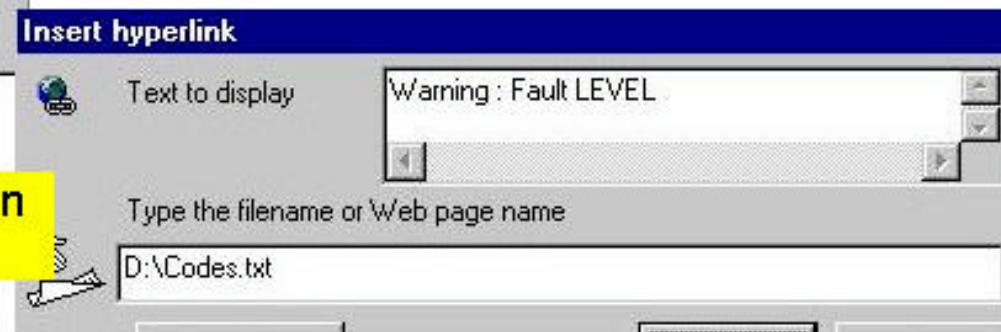 Insert hyperlink
Text to display
Warning : Fault LEVEL
n
Type the filename or Web page name
D:\Codes.txt